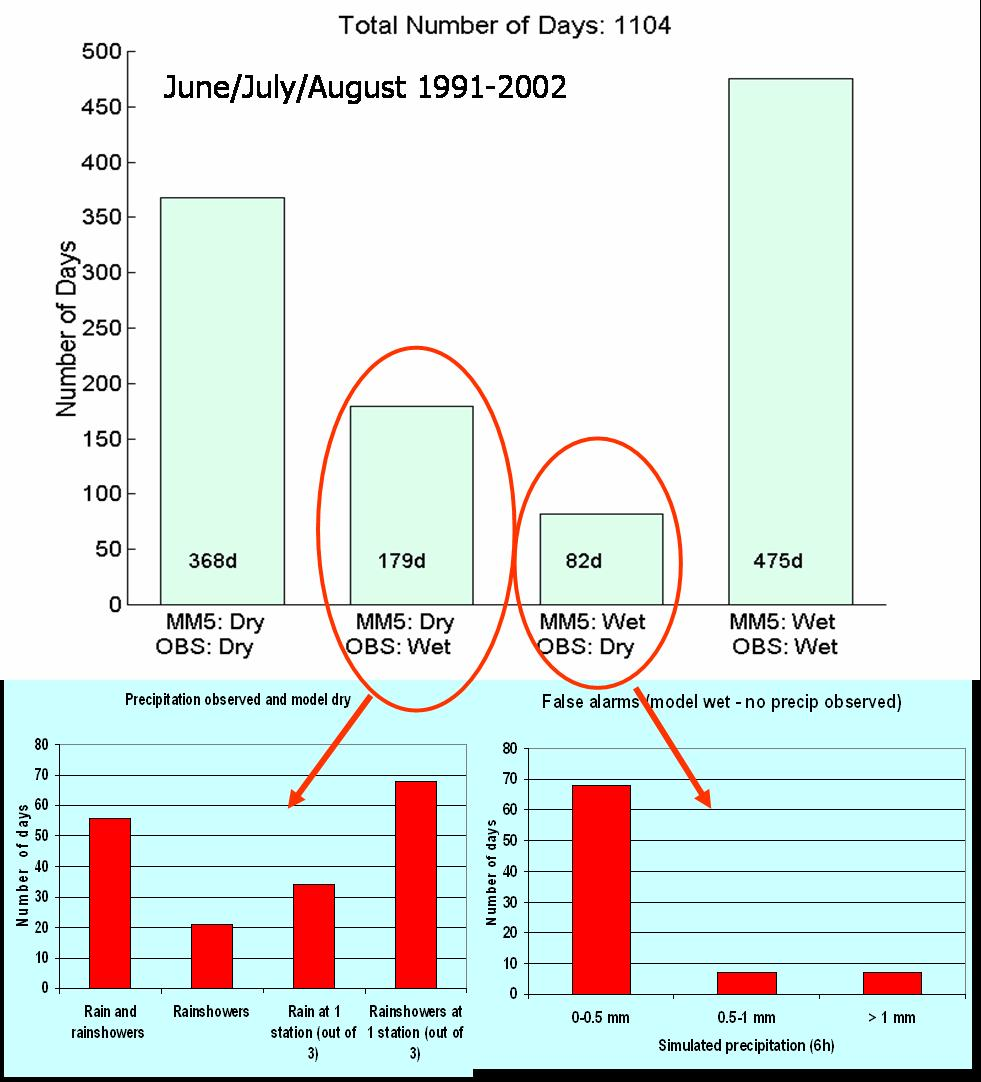 Total Number of Days: 1104
June/July/August 1991-2002
Number of Days
500
450
400
350
300
250
200
150
100
50
0
368d
179d
82d
475d
MM5: Dry
OBS: Dry
MM5: Dry
OBS: Wet
MM5: Wet
OBS: Dry
MM5: Wet
OBS: Wet
Precipitation observed and model dry
Number of days
80
70
60
50
40
30
20
10
0
Rain and
rainshowers
Rainshowers
Rain at 1
station (out of
3)
Rainshowers at
1 station (out of
3)
False alarms (model wet - no precip observed)
Number of days
80
70
60
50
40
30
20
10
0
0-0.5 mm
0.5-1 mm
> 1 mm
Simulated precipitation (6h)